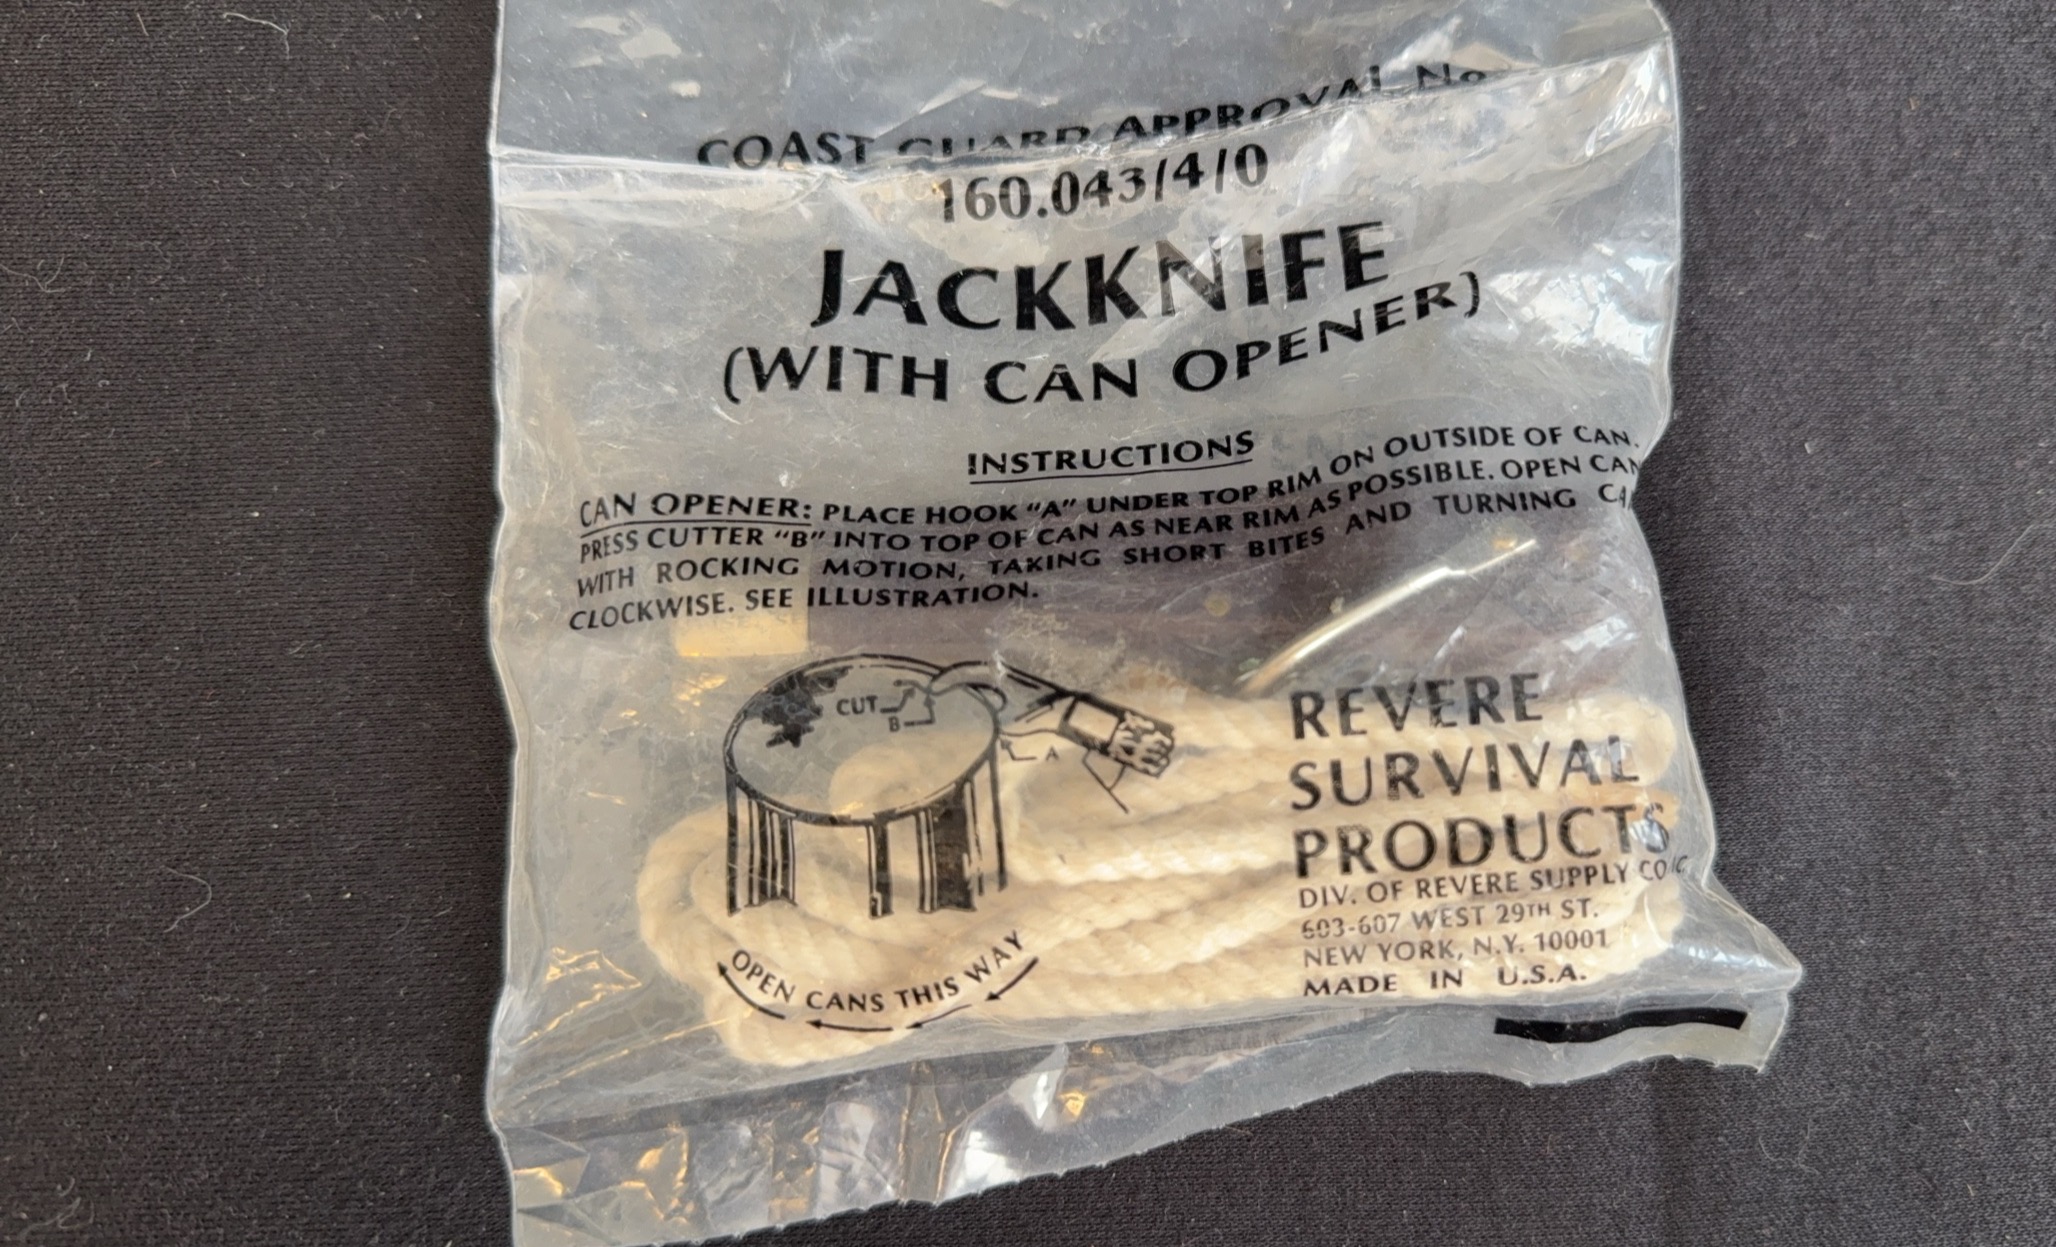 COAST GUARD APPROVAL No.
160.043/4/0
JACKKNIFE
(WITH CAN OPENER)
INSTRUCTIONS
CAN OPENER: PLACE HOOK "A" UNDER TOP RIM ON OUTSIDE OF CAN.
PRESS CUTTER "B" INTO TOP OF CAN AS NEAR RIM AS POSSIBLE. OPEN CAN
WITH ROCKING MOTION, TAKING SHORT BITES AND TURNING
CLOCKWISE. SEE ILLUSTRATION.
CUT
B
A
OPEN CANS THIS WAY
REVERE
SURVIVAL
PRODUCTS
DIV. OF REVERE SUPPLY CO
603-607 WEST 29TH ST.
NEW YORK, N.Y. 10001
MADE IN U.S.A.